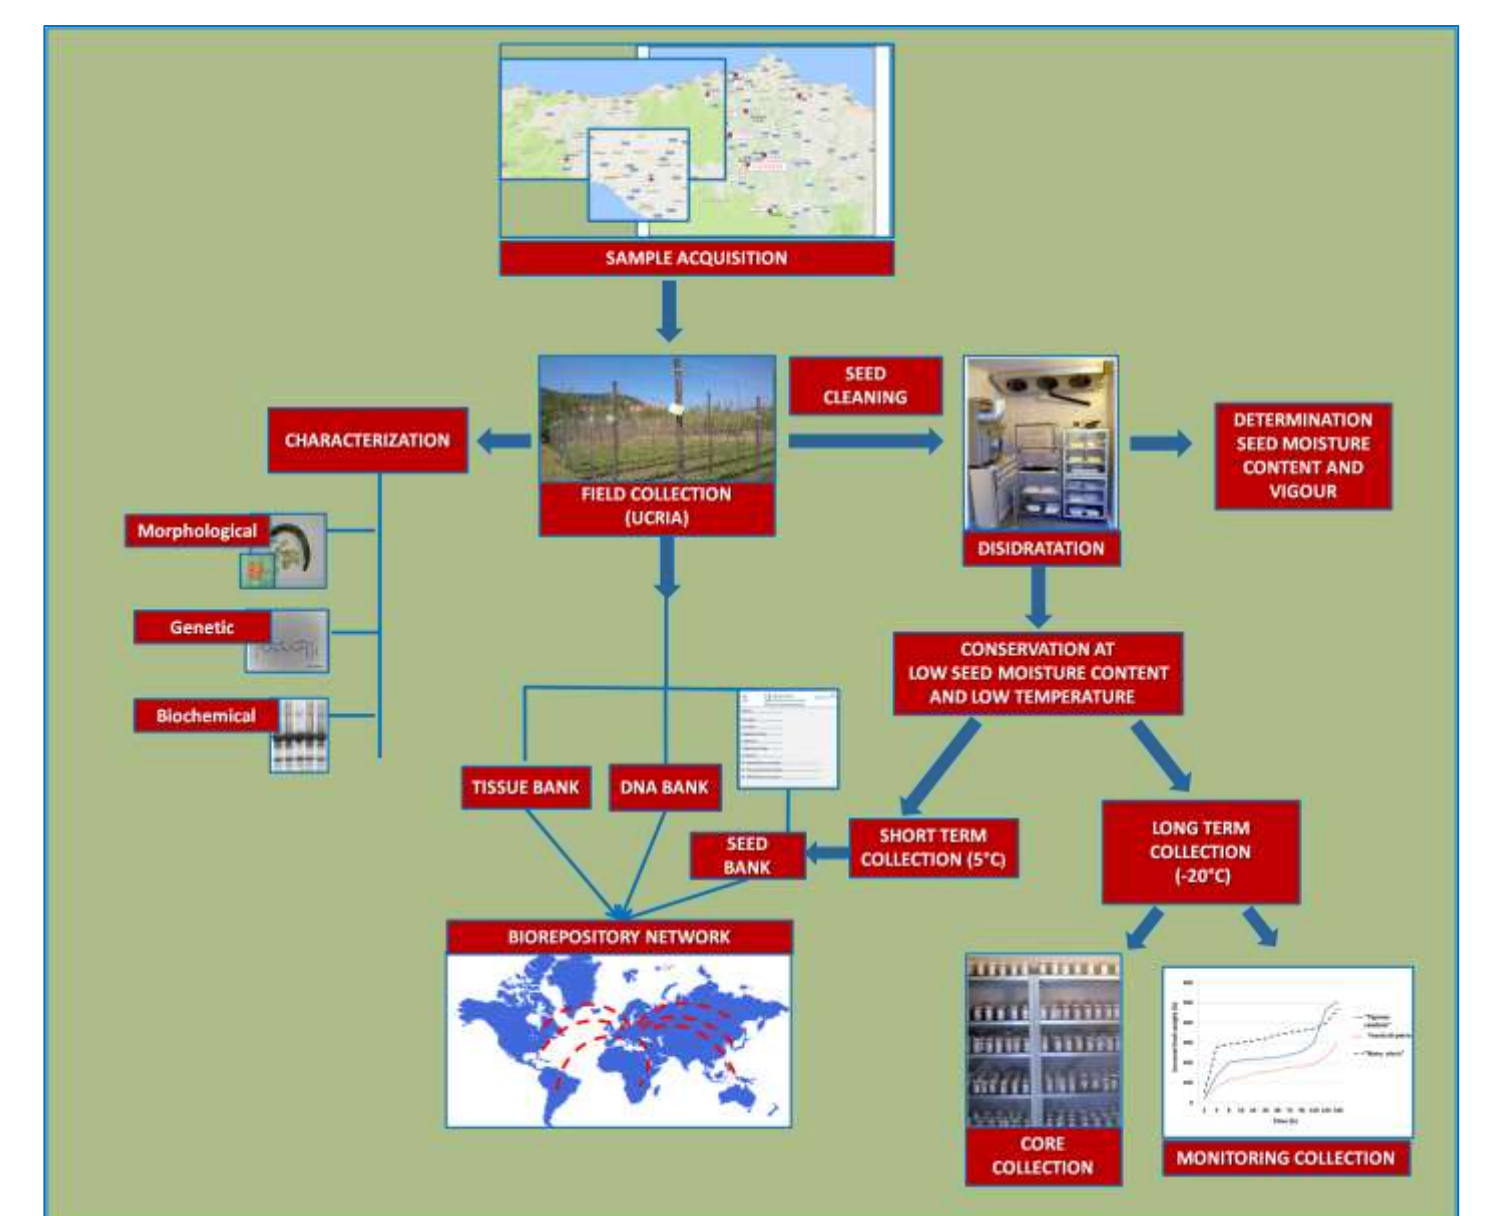 SAMPLE ACQUISITION
SEED
CLEANING
CHARACTERIZATION
FIELD COLLECTION
(UCRIA)
DISIDRATATION
DETERMINATION
SEED MOISTURE
CONTENT AND
VIGOUR
Morphological
Genetic
Biochemical
CONSERVATION AT
LOW SEED MOISTURE CONTENT
AND LOW TEMPERATURE
TISSUE BANK
DNA BANK
SEED
BANK
SHORT TERM
COLLECTION (5°C)
LONG TERM
COLLECTION
(-20°C)
BIOREPOSITORY NETWORK
CORE
COLLECTION
MONITORING COLLECTION